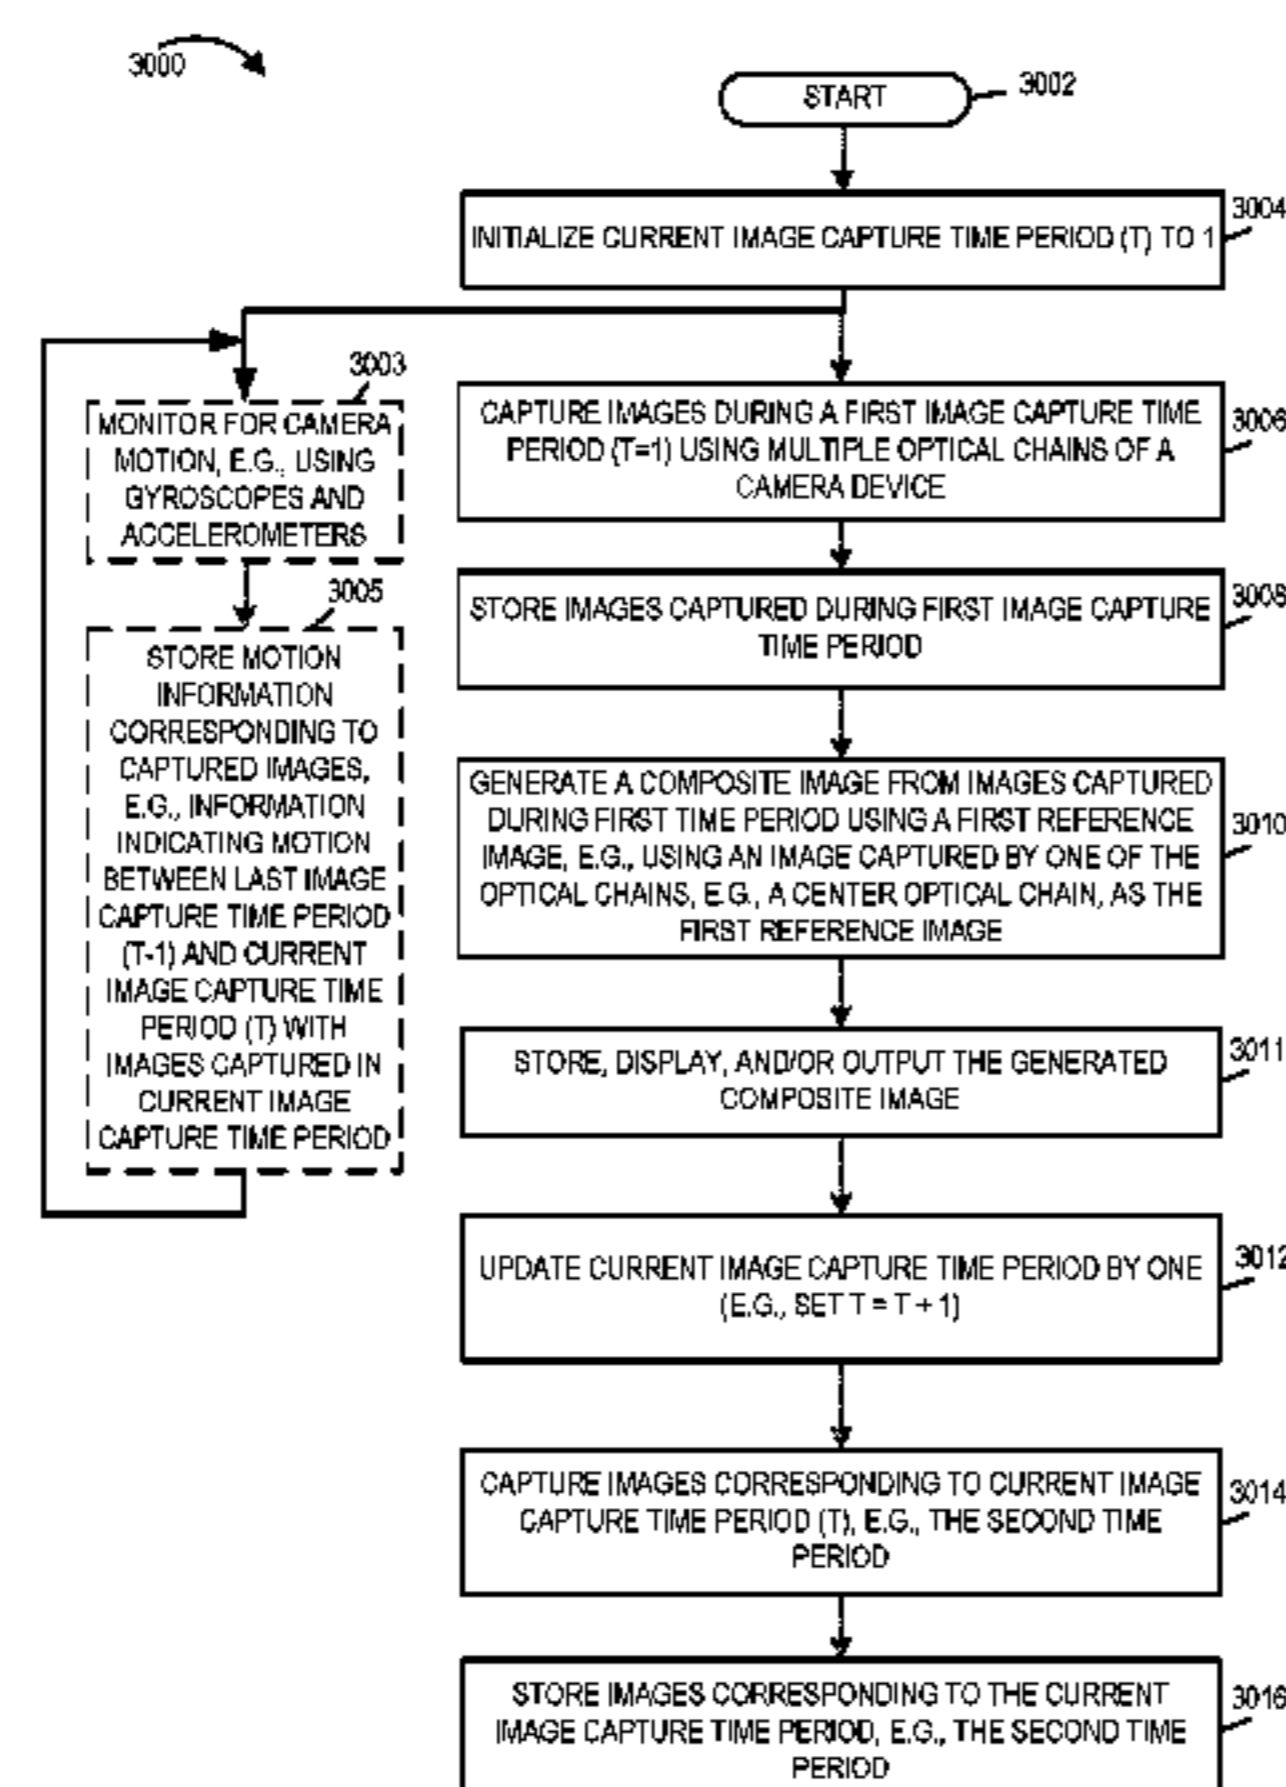 3000
START
3002
INITIALIZE CURRENT IMAGE CAPTURE TIME PERIOD (T) TO 1
3004
3003
MONITOR FOR CAMERA
MOTION, E.G., USING
GYROSCOPES AND
ACCELEROMETERS
3005
STORE MOTION
INFORMATION
CORRESPONDING TO
CAPTURED IMAGES,
E.G., INFORMATION
INDICATING MOTION
BETWEEN LAST IMAGE
CAPTURE TIME PERIOD
(T-1) AND CURRENT
IMAGE CAPTURE TIME
PERIOD (T) WITH
IMAGES CAPTURED IN
CURRENT IMAGE
CAPTURE TIME PERIOD
CAPTURE IMAGES DURING A FIRST IMAGE CAPTURE TIME
PERIOD (T=1) USING MULTIPLE OPTICAL CHAINS OF A
CAMERA DEVICE
3006
STORE IMAGES CAPTURED DURING FIRST IMAGE CAPTURE
TIME PERIOD
3008
GENERATE A COMPOSITE IMAGE FROM IMAGES CAPTURED
DURING FIRST TIME PERIOD USING A FIRST REFERENCE
IMAGE, E.G., USING AN IMAGE CAPTURED BY ONE OF THE
OPTICAL CHAINS, E.G., A CENTER OPTICAL CHAIN, AS THE
FIRST REFERENCE IMAGE
3010
STORE, DISPLAY, AND/OR OUTPUT THE GENERATED
COMPOSITE IMAGE
3011
UPDATE CURRENT IMAGE CAPTURE TIME PERIOD BY ONE
(E.G., SET T = T + 1)
3012
CAPTURE IMAGES CORRESPONDING TO CURRENT IMAGE
CAPTURE TIME PERIOD (T), E.G., THE SECOND TIME
PERIOD
3014
STORE IMAGES CORRESPONDING TO THE CURRENT
IMAGE CAPTURE TIME PERIOD, E.G., THE SECOND TIME
PERIOD
3016